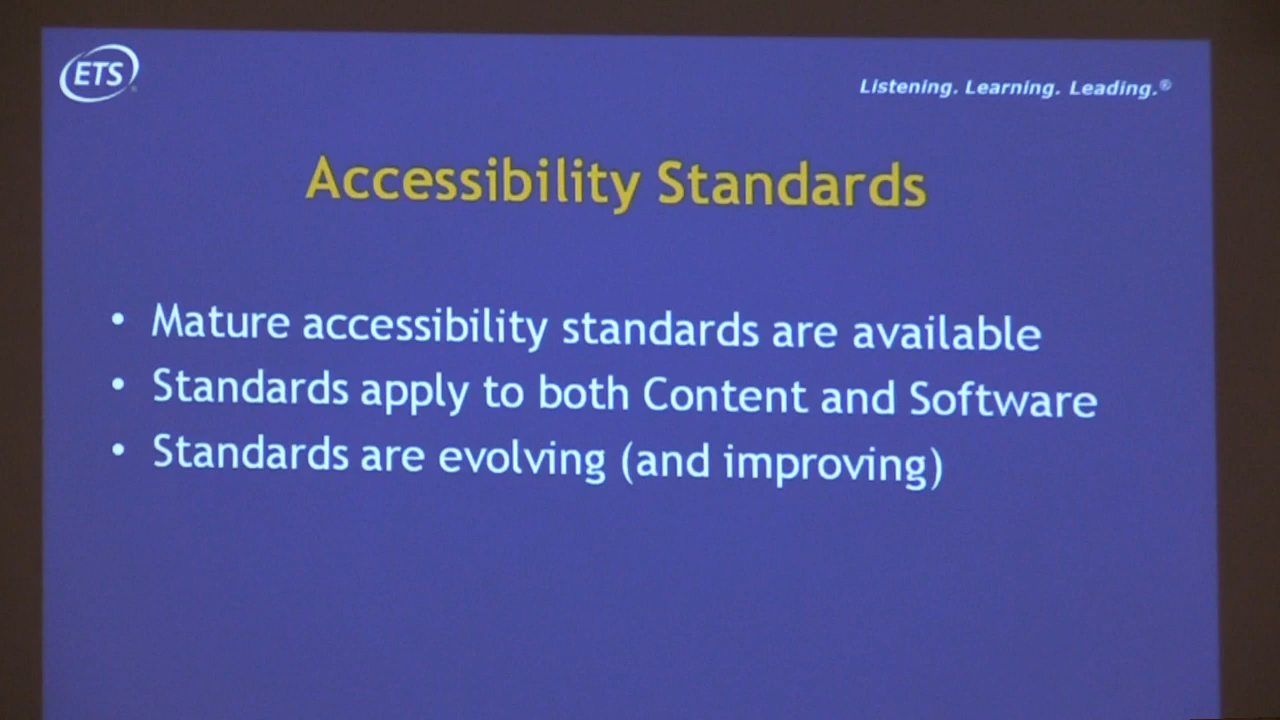 ETS
Listening. Learning. Leading.®
Accessibility Standards
• Mature accessibility standards are available
• Standards apply to both Content and Software
• Standards are evolving (and improving)